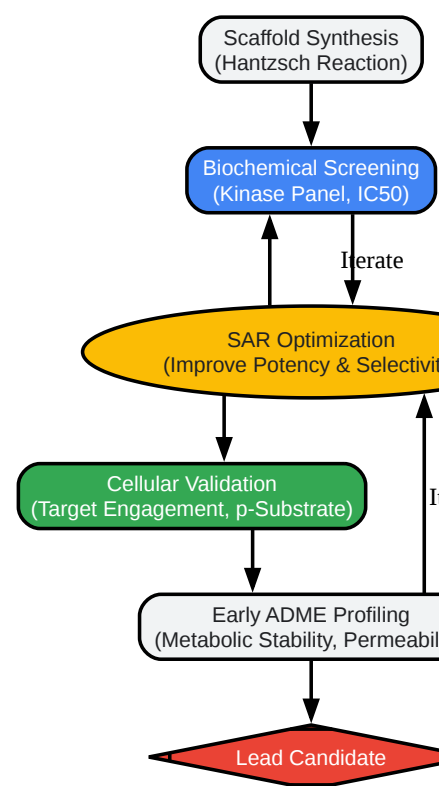 Scaffold Synthesis
(Hantzsch Reaction)
Biochemical Screening
(Kinase Panel, IC50)
Iterate
SAR Optimization
(Improve Potency & Selectivit
Cellular Validation
(Target Engagement, p-Substrate)
It
Early ADME Profiling
(Metabolic Stability, Permeabil
Lead Candidate